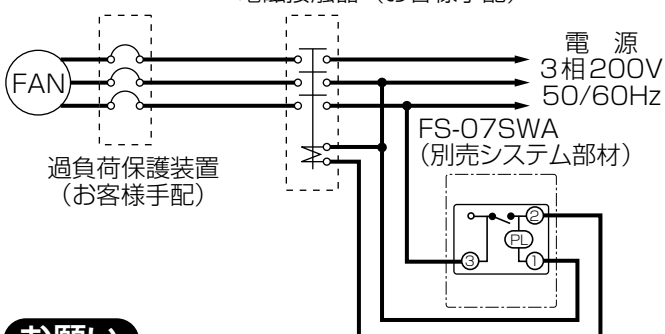 電磁接触器（お客様手配）
FAN
電 源
3相200V
50/60Hz
FS-07SWA
（別売システム部材）
過負荷保護装置
（お客様手配）
②
PL
③
①
お願い